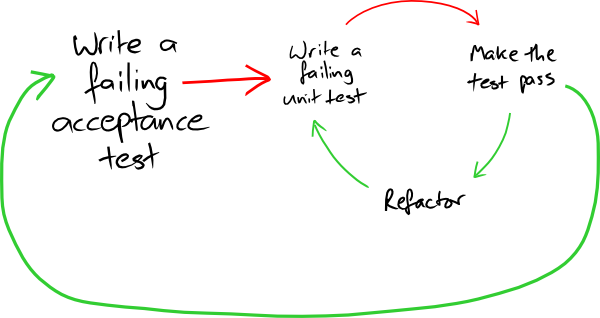 Write a
failing
acceptance
test
Write a
failing
unit test
Make the
test pass
Refactor